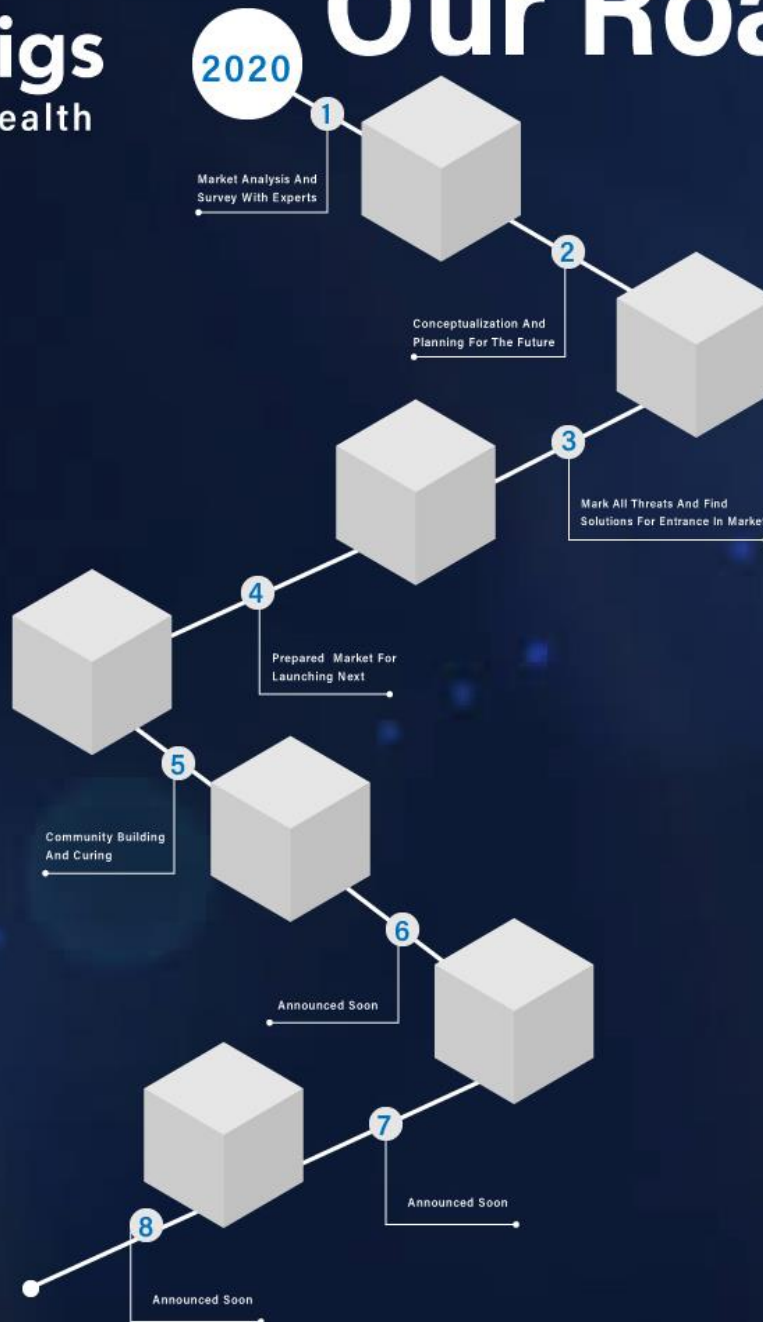 igs
ealth
Our Roa
2020
1
Market Analysis And
Survey With Experts
2
Conceptualization And
Planning For The Future
3
Mark All Threats And Find
Solutions For Entrance In Market
4
Prepared Market For
Launching Next
5
Community Building
And Curing
6
Announced Soon
7
Announced Soon
8
Announced Soon